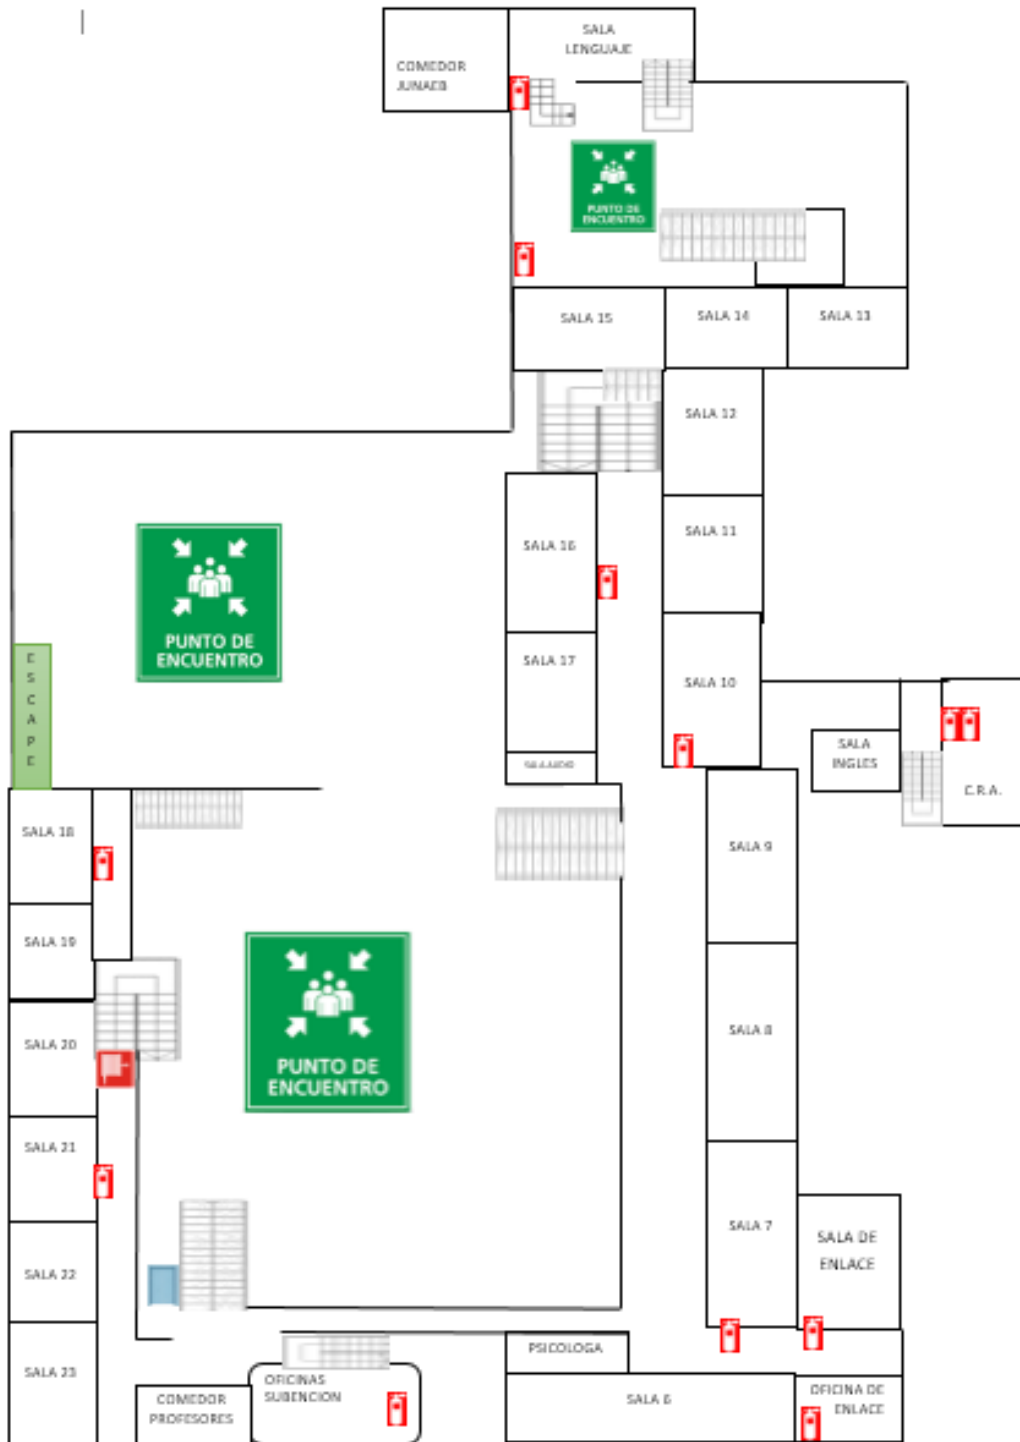 SALA
LENGUAJE
COMEDOR
JUNAEB
PUNTO DE
ENCUENTRO
SALA 15
SALA 14
SALA 13
SALA 12
SALA 11
SALA 16
PUNTO DE
ENCUENTRO
ESCAPE
SALA 17
SALA 10
SALA
INGLES
C.R.A.
SALA 18
SALA 9
SALA 19
SALA 8
SALA 20
PUNTO DE
ENCUENTRO
SALA 21
SALA 7
SALA DE
ENLACE
SALA 22
SALA 23
PSICOLOGA
OFICINAS
SUBENCION
COMEDOR
PROFESORES
SALA 6
OFICINA DE
ENLACE